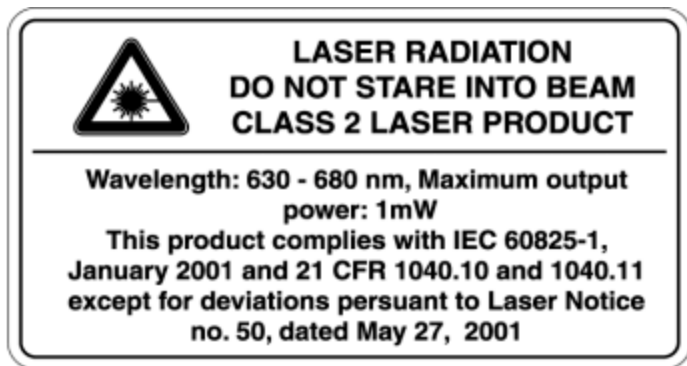 LASER RADIATION
DO NOT STARE INTO BEAM
CLASS 2 LASER PRODUCT
Wavelength: 630 - 680 nm, Maximum output
power: 1mW
This product complies with IEC 60825-1,
January 2001 and 21 CFR 1040.10 and 1040.11
except for deviations persuant to Laser Notice
no. 50, dated May 27, 2001